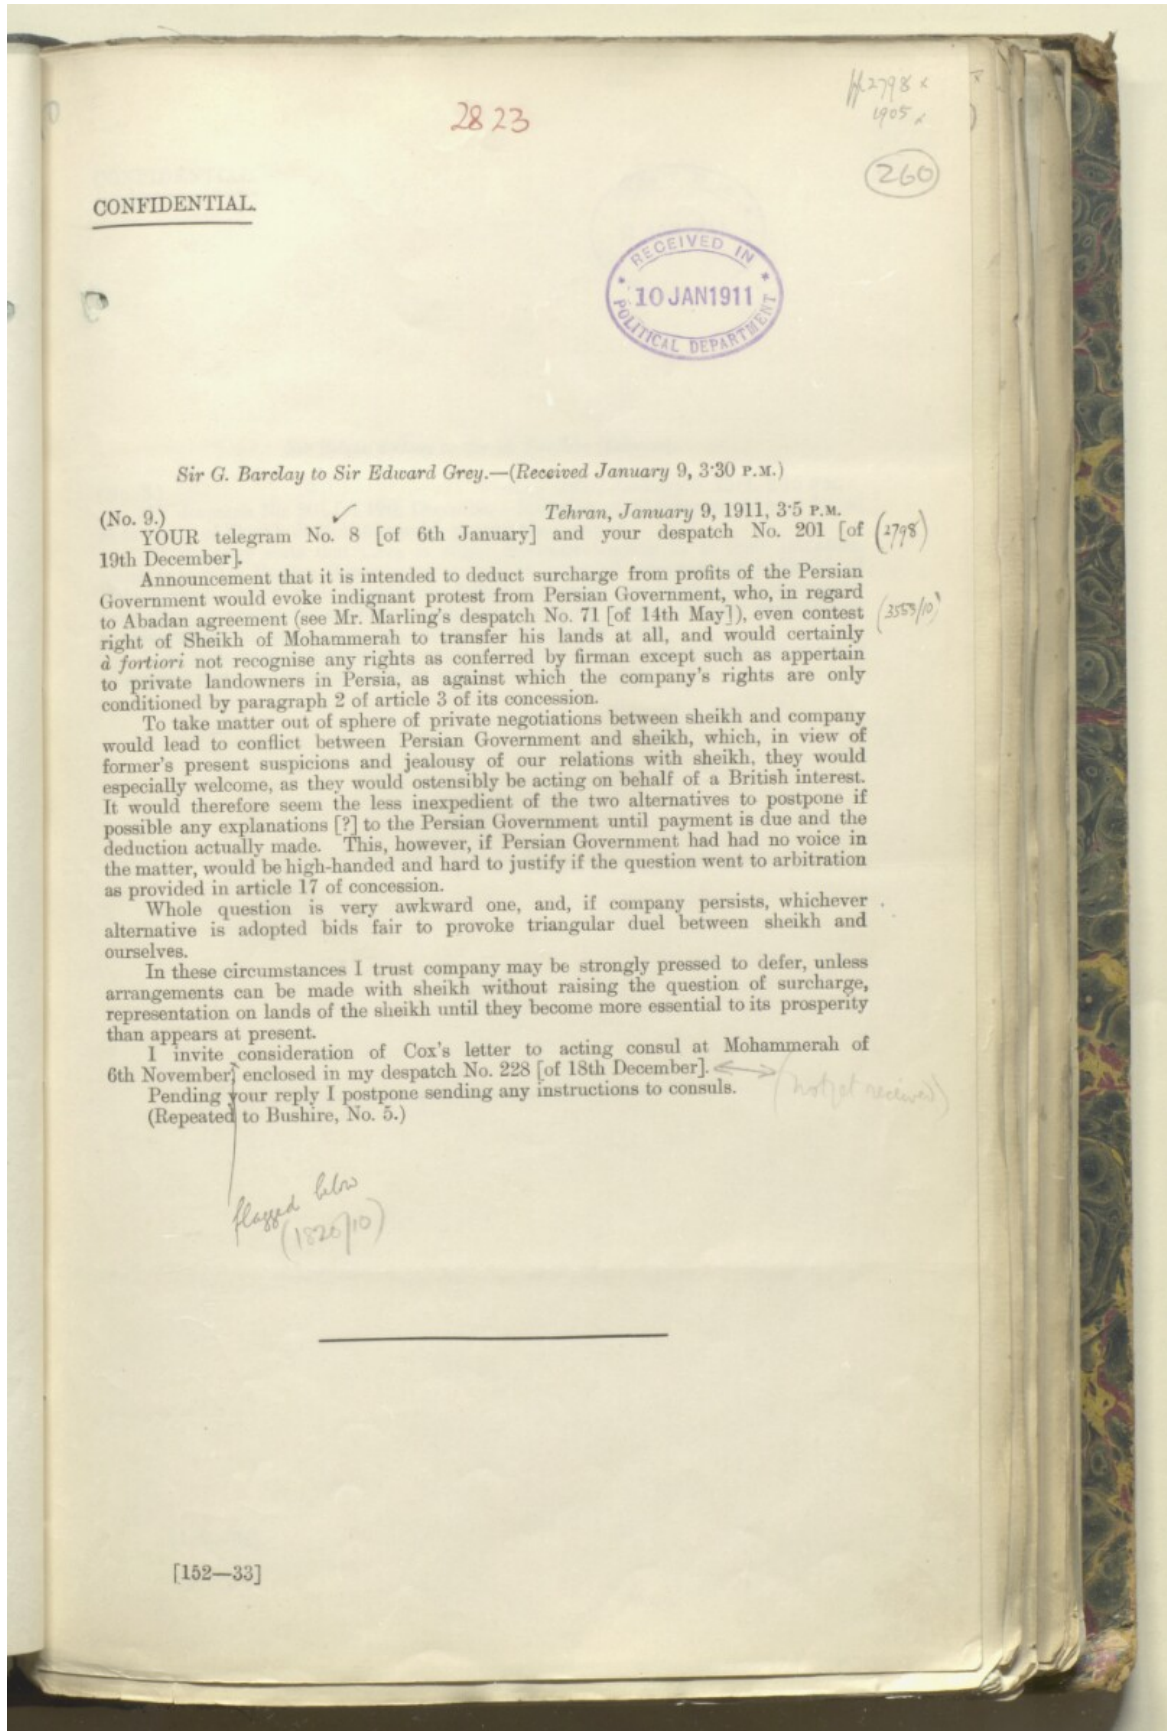 2823
2798 x
1905 x
260
CONFIDENTIAL.
RECEIVED IN
10 JAN 1911
POLITICAL DEPARTMENT
Sir G. Barclay to Sir Edward Grey.—(Received January 9, 3·30 P.M.)
(No. 9.) Tehran, January 9, 1911, 3·5 P.M.
YOUR telegram No. 8 [of 6th January] and your despatch No. 201 [of (2798)
19th December].
Announcement that it is intended to deduct surcharge from profits of the Persian
Government would evoke indignant protest from Persian Government, who, in regard
to Abadan agreement (see Mr. Marling's despatch No. 71 [of 14th May]), even contest
right of Sheikh of Mohammerah to transfer his lands at all, and would certainly
à fortiori not recognise any rights as conferred by firman except such as appertain
to private landowners in Persia, as against which the company's rights are only
conditioned by paragraph 2 of article 3 of its concession.
To take matter out of sphere of private negotiations between sheikh and company
would lead to conflict between Persian Government and sheikh, which, in view of
former's present suspicions and jealousy of our relations with sheikh, they would
especially welcome, as they would ostensibly be acting on behalf of a British interest.
It would therefore seem the less inexpedient of the two alternatives to postpone if
possible any explanations [?] to the Persian Government until payment is due and the
deduction actually made. This, however, if Persian Government had had no voice in
the matter, would be high-handed and hard to justify if the question went to arbitration
as provided in article 17 of concession.
Whole question is very awkward one, and, if company persists, whichever
alternative is adopted bids fair to provoke triangular duel between sheikh and
ourselves.
In these circumstances I trust company may be strongly pressed to defer, unless
arrangements can be made with sheikh without raising the question of surcharge,
representation on lands of the sheikh until they become more essential to its prosperity
than appears at present.
I invite consideration of Cox's letter to acting consul at Mohammerah of
6th November, enclosed in my despatch No. 228 [of 18th December].
(not yet received)
Pending your reply I postpone sending any instructions to consuls.
(Repeated to Bushire, No. 5.)
flagged below
(1826/10)
[152—33]